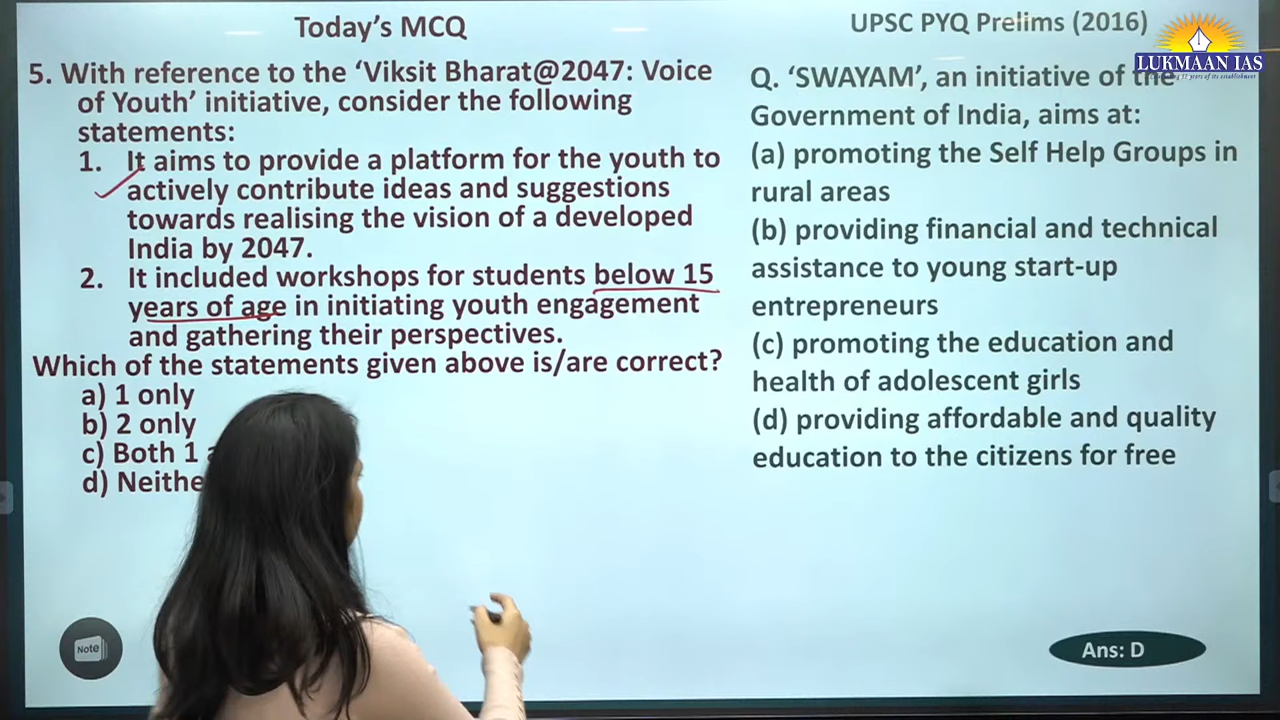 Today's MCQ
5. With reference to the ‘Viksit Bharat@2047: Voice
of Youth’ initiative, consider the following
statements:
1. It aims to provide a platform for the youth to
actively contribute ideas and suggestions
towards realising the vision of a developed
India by 2047.
2. It included workshops for students below 15
years of age in initiating youth engagement
and gathering their perspectives.
Which of the statements given above is/are correct?
a) 1 only
b) 2 only
c) Both 1
d) Neithe
Note
UPSC PYQ Prelims (2016)
LUKMAAN IAS
Q. ‘SWAYAM’, an initiative of the
Government of India, aims at:
(a) promoting the Self Help Groups in
rural areas
(b) providing financial and technical
assistance to young start-up
entrepreneurs
(c) promoting the education and
health of adolescent girls
(d) providing affordable and quality
education to the citizens for free
Ans: D